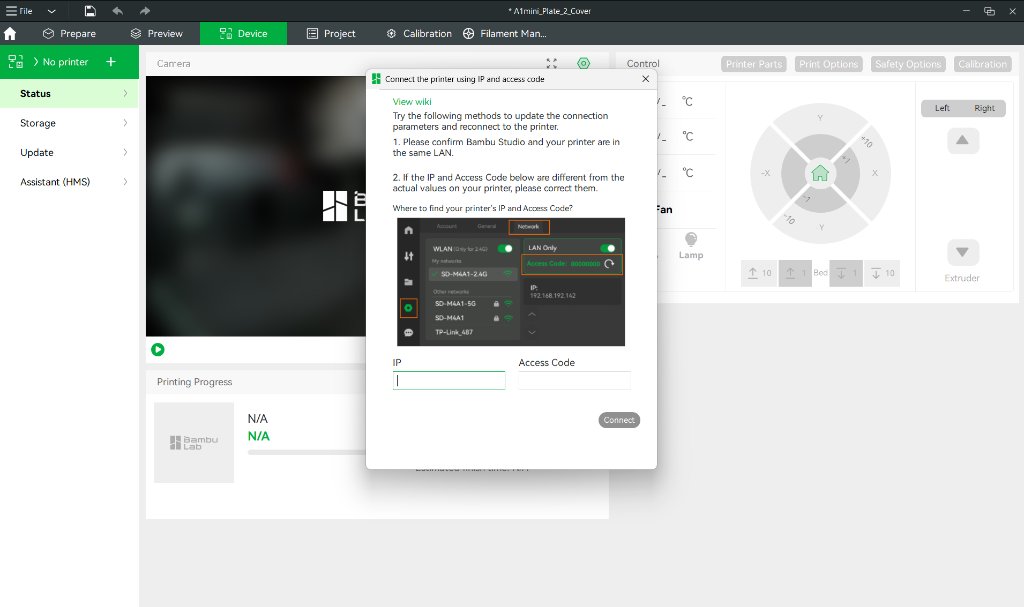 File
* A1mini_Plate_2_Cover
Prepare
Preview
Device
Project
Calibration
Filament Man...
No printer
Status
Storage
Update
Assistant (HMS)
Camera
Control
Printer Parts
Print Options
Safety Options
Calibration
Connect the printer using IP and access code
View wiki
Try the following methods to update the connection
parameters and reconnect to the printer.
1. Please confirm Bambu Studio and your printer are in
the same LAN.
2. If the IP and Access Code below are different from the
actual values on your printer, please correct them.
Where to find your printer's IP and Access Code?
Account
General
Network
WLAN (Only for 2.4G)
LAN Only
My networks
Access Code: 00000000
SD-M4A1-2.4G
IP:
192.168.192.142
Other networks
SD-M4A1-5G
SD-M4A1
TP-Link_487
IP
Access Code
Connect
°C
°C
°C
Fan
Lamp
Y
+10
+1
-X
X
-1
-10
Y
10
1
Bed
1
10
Left
Right
Extruder
Printing Progress
Bambu
Lab
N/A
N/A